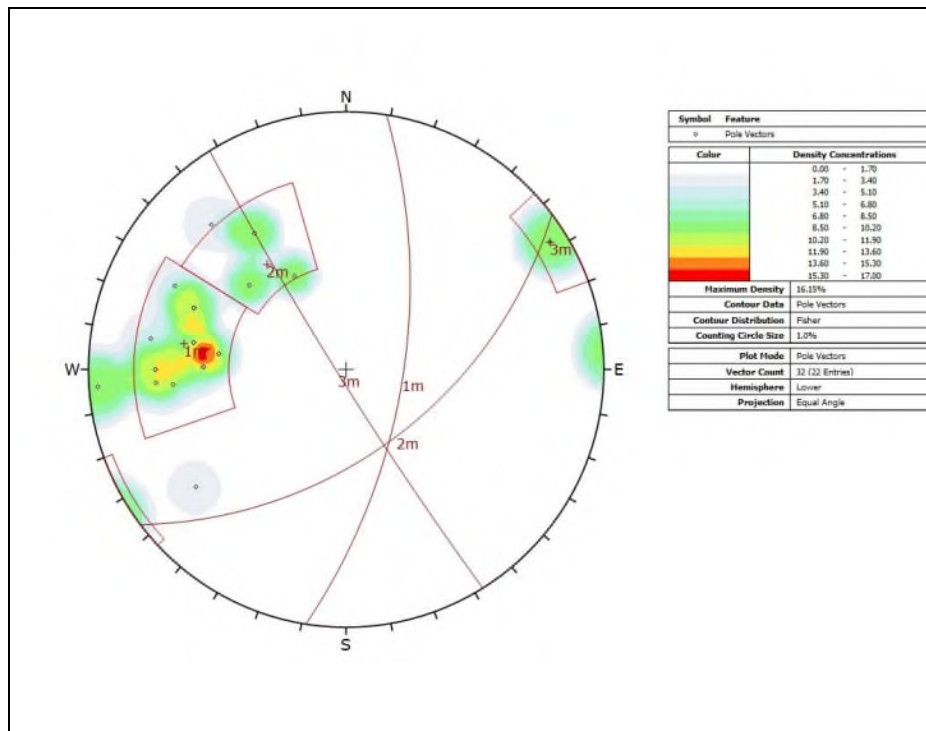 N
Symbol Feature
Pole Vectors
Color Density Concentrations
0.00 - 1.70
1.70 - 3.40
3.40 - 5.10
5.10 - 6.80
6.80 - 8.50
8.50 - 10.20
10.20 - 11.90
11.90 - 13.60
13.60 - 15.30
15.30 - 17.00
Maximum Density 16.15%
Contour Data Pole Vectors
Contour Distribution Fisher
Counting Circle Size 1.0%
Plot Mode Pole Vectors
Vector Count 32 (22 Entries)
Hemisphere Lower
Projection Equal Angle
3m
2m
1m
W
E
3m
1m
2m
S